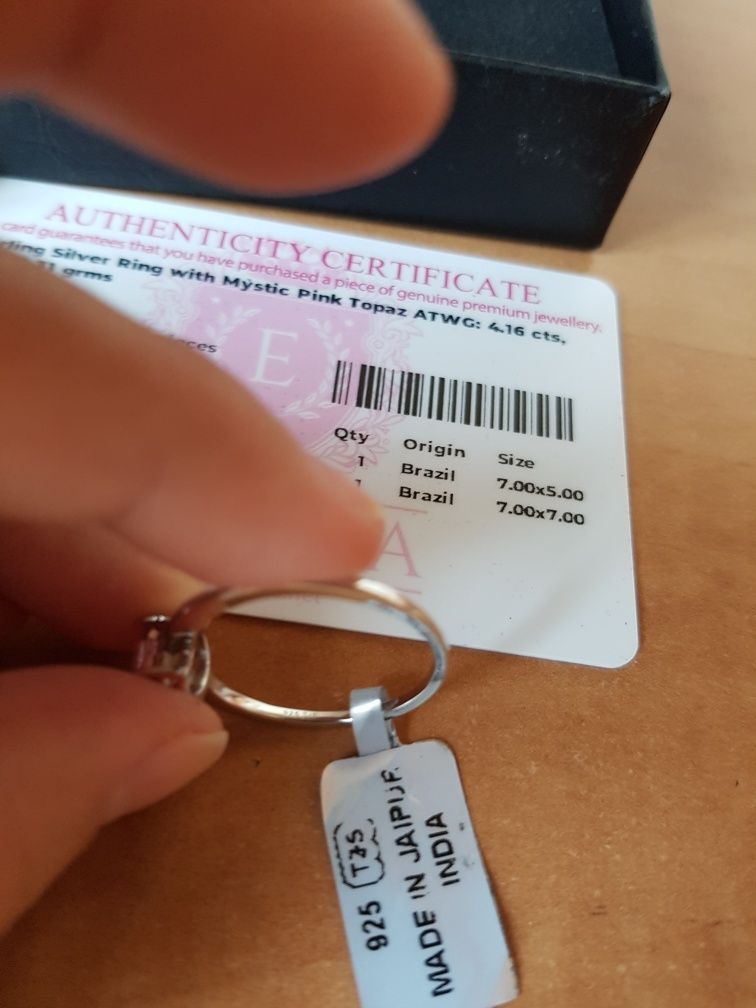 AUTHENTICITY CERTIFICATE
card guarantees that you have purchased a piece of genuine premium jewellery.
Silver Ring with Mystic Pink Topaz ATWG: 4.16 cts,
grms
E
Qty Origin Size
1 Brazil 7.00x5.00
Brazil 7.00x7.00
A
925 TJS
MADE IN JAIPUR
INDIA